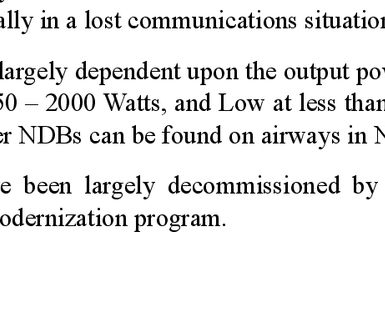 ally in a lost communications situation
largely dependent upon the output pow
50 – 2000 Watts, and Low at less than
er NDBs can be found on airways in N
e been largely decommissioned by
odernization program.